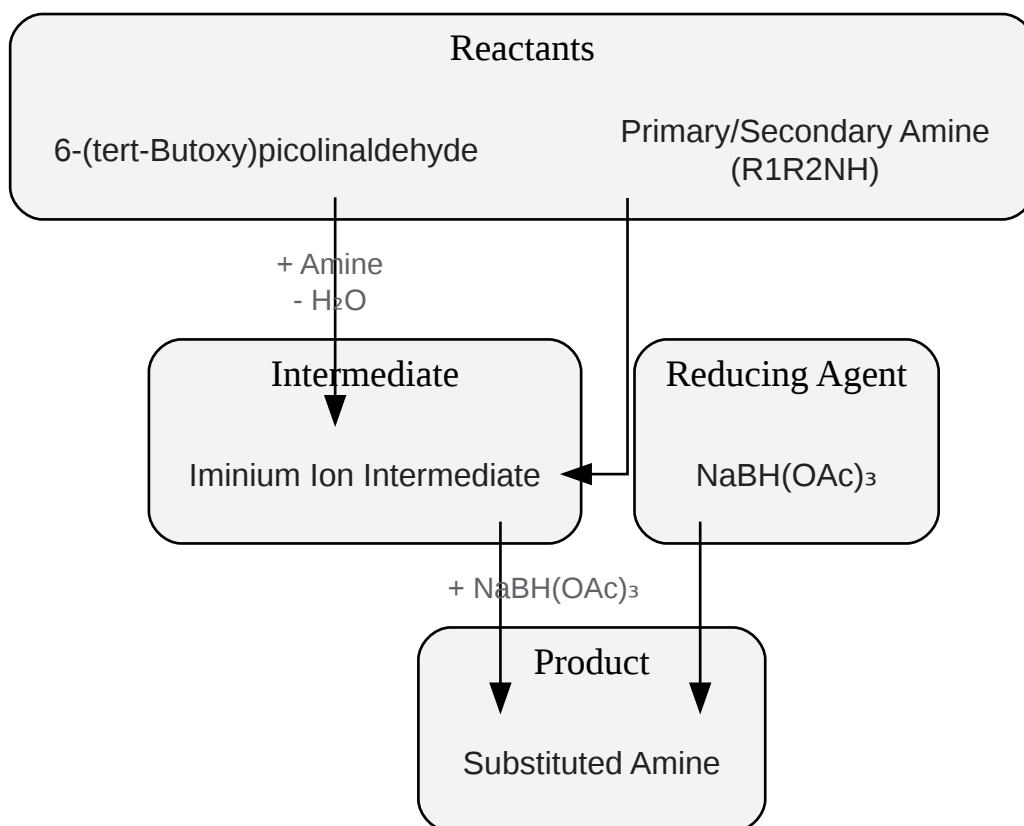 Reactants
6-(tert-Butoxy)picolinaldehyde
Primary/Secondary Amine
(R1R2NH)
+ Amine
- H₂O
Intermediate
Iminium Ion Intermediate
Reducing Agent
NaBH(OAc)₃
+ NaBH(OAc)₃
Product
Substituted Amine